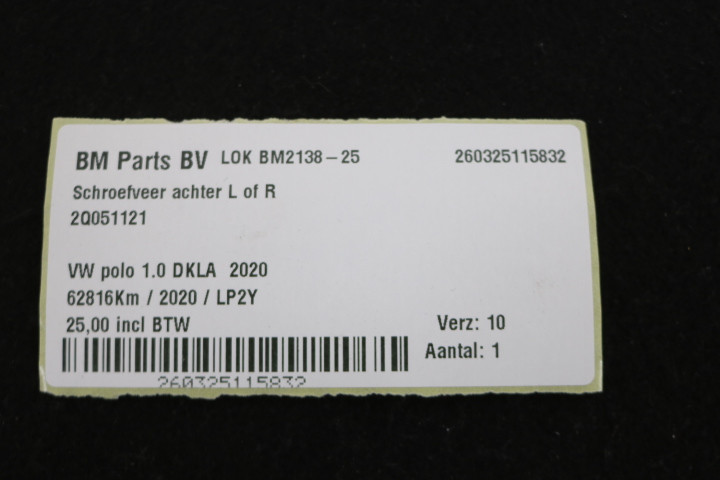 BM Parts BV LOK BM2138-25 260325115832
Schroefveer achter L of R
2Q051121
VW polo 1.0 DKLA 2020
62816Km / 2020 / LP2Y
25,00 incl BTW Verz: 10
Aantal: 1
260325115832